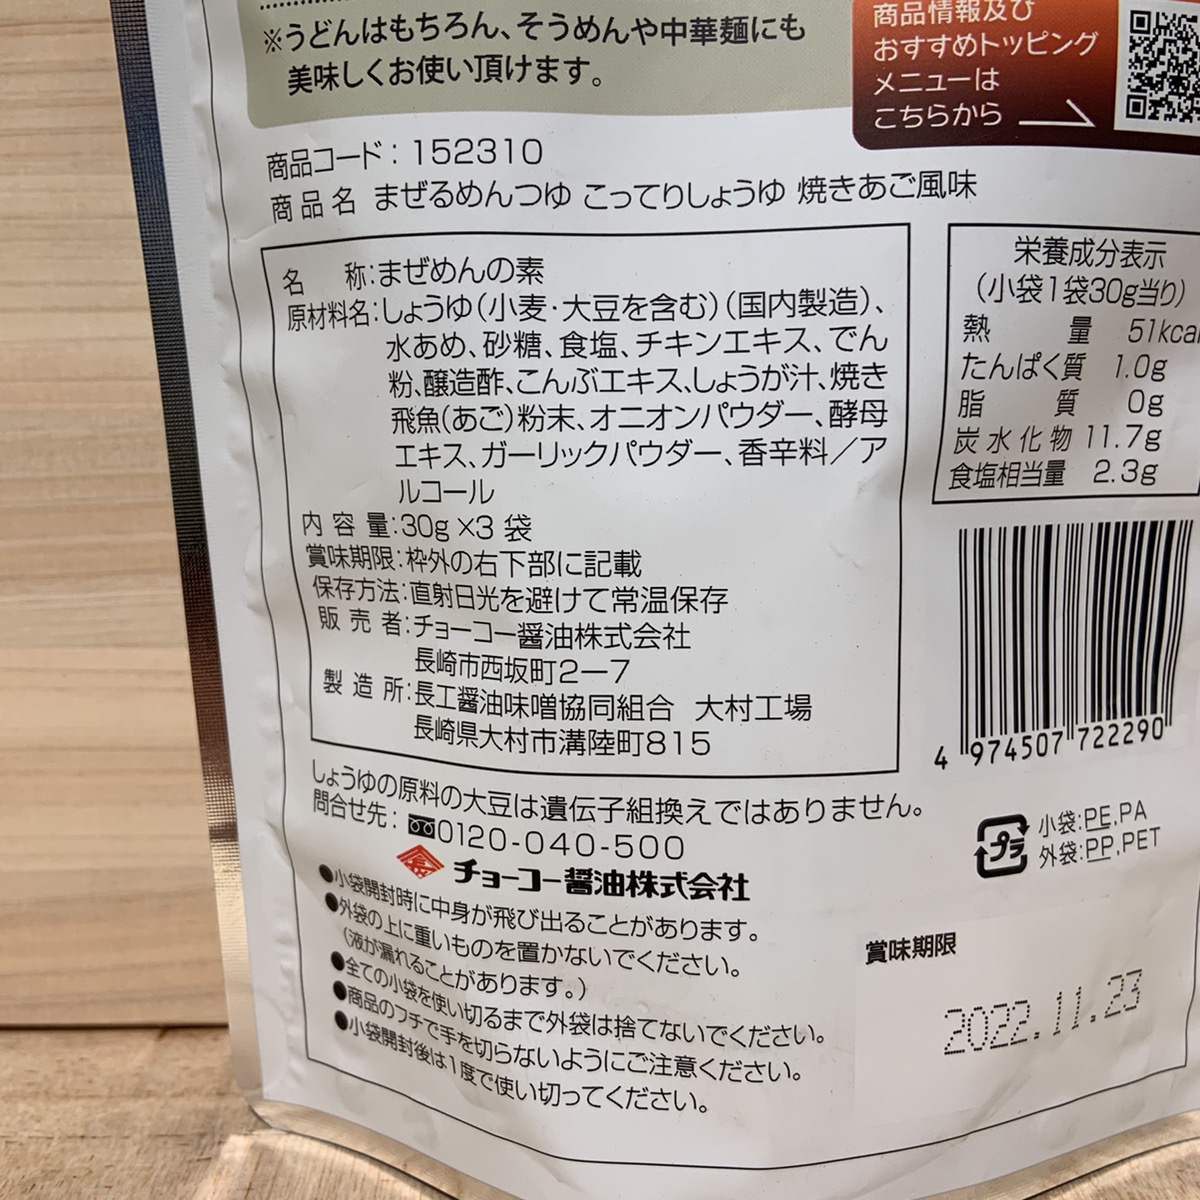 ※うどんはもちろん、そうめんや中華麺にも
美味しくお使い頂けます。
商品情報及び
おすすめトッピング
メニューは
こちらから
商品コード：152310
商品名 まぜるめんつゆ こってりしょうゆ 焼きあご風味
名称：まぜめんの素
原材料名：しょうゆ（小麦・大豆を含む）（国内製造）、
水あめ、砂糖、食塩、チキンエキス、でん
粉、醸造酢、こんぶエキス、しょうが汁、焼き
飛魚（あご）粉末、オニオンパウダー、酵母
エキス、ガーリックパウダー、香辛料／ア
ルコール
内容量：30g×3袋
賞味期限：枠外の右下部に記載
保存方法：直射日光を避けて常温保存
販売者：チョーコー醤油株式会社
長崎市西坂町2－7
製造所：長工醤油味噌協同組合 大村工場
長崎県大村市溝陸町815
栄養成分表示
（小袋1袋30g当り）
熱量 51kcal
たんぱく質 1.0g
脂質 0g
炭水化物 11.7g
食塩相当量 2.3g
4 974507 722290
しょうゆの原料の大豆は遺伝子組換えではありません。
問合せ先：0120-040-500
チョーコー醤油株式会社
プラ
小袋：PE,PA
外袋：PP,PET
●小袋開封時に中身が飛び出ることがあります。
●外袋の上に重いものを置かないでください。
（液が漏れることがあります。）
●全ての小袋を使い切るまで外袋は捨てないでください。
●商品のフチで手を切らないようにご注意ください。
●小袋開封後は1度で使い切ってください。
賞味期限
2022.11.23